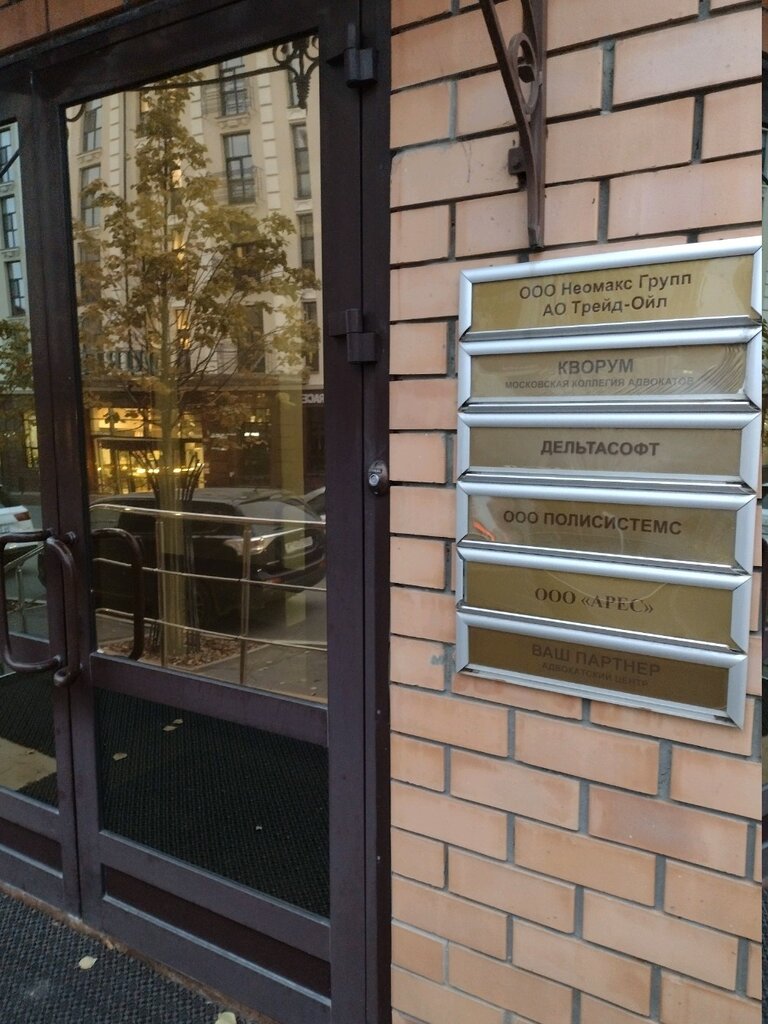 ООО Неомакс Групп
АО Трейд-Ойл
КВОРУМ
МОСКОВСКАЯ КОЛЛЕГИЯ АДВОКАТОВ
ДЕЛЬТАСОФТ
ООО ПОЛИСИСТЕМС
ООО «АРЕС»
ВАШ ПАРТНЕР
АДВОКАТСКИЙ ЦЕНТР